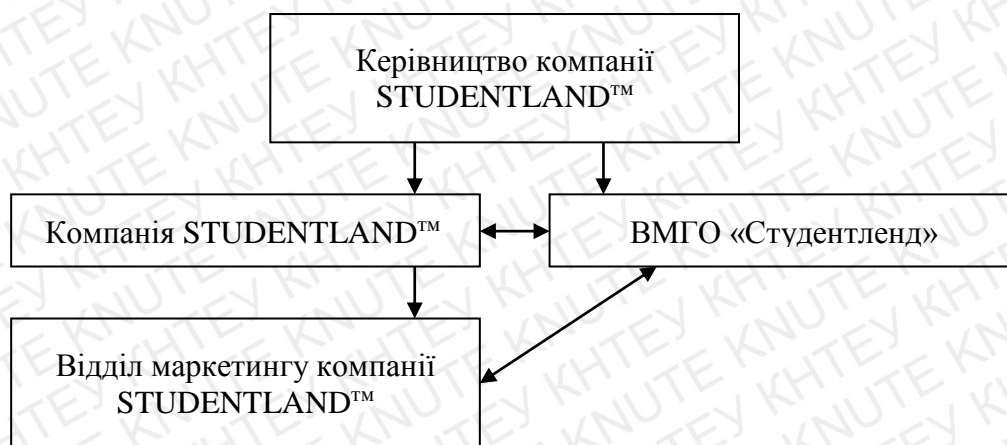 Керівництво компанії
STUDENTLAND™
Компанія STUDENTLAND™
ВМГО «Студентленд»
Відділ маркетингу компанії
STUDENTLAND™